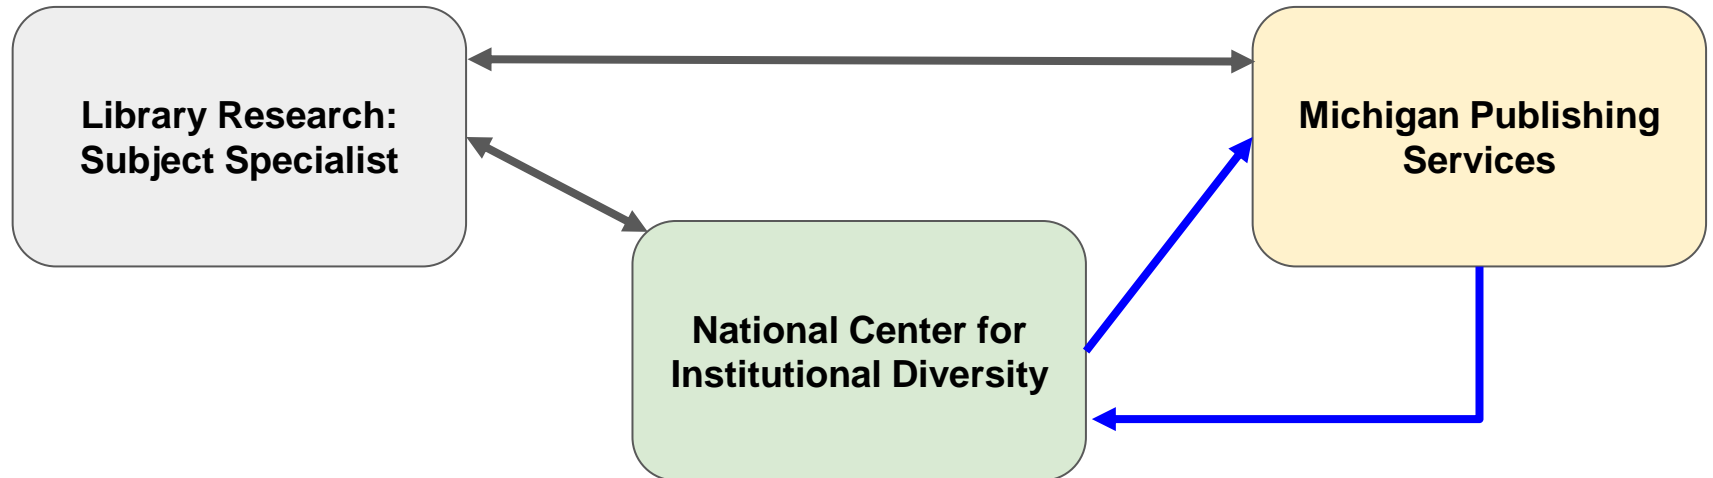 Library Research:
Subject Specialist
Michigan Publishing
Services
National Center for
Institutional Diversity